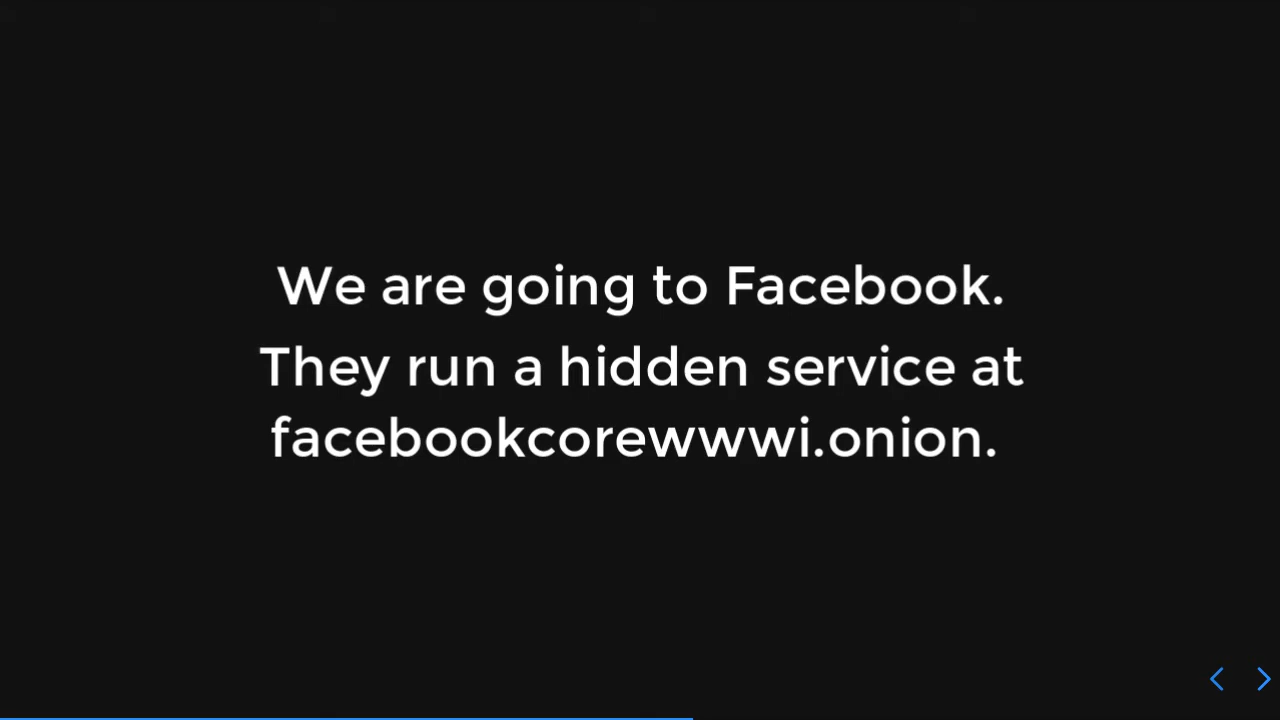 We are going to Facebook.
They run a hidden service at
facebookcorewwwi.onion.